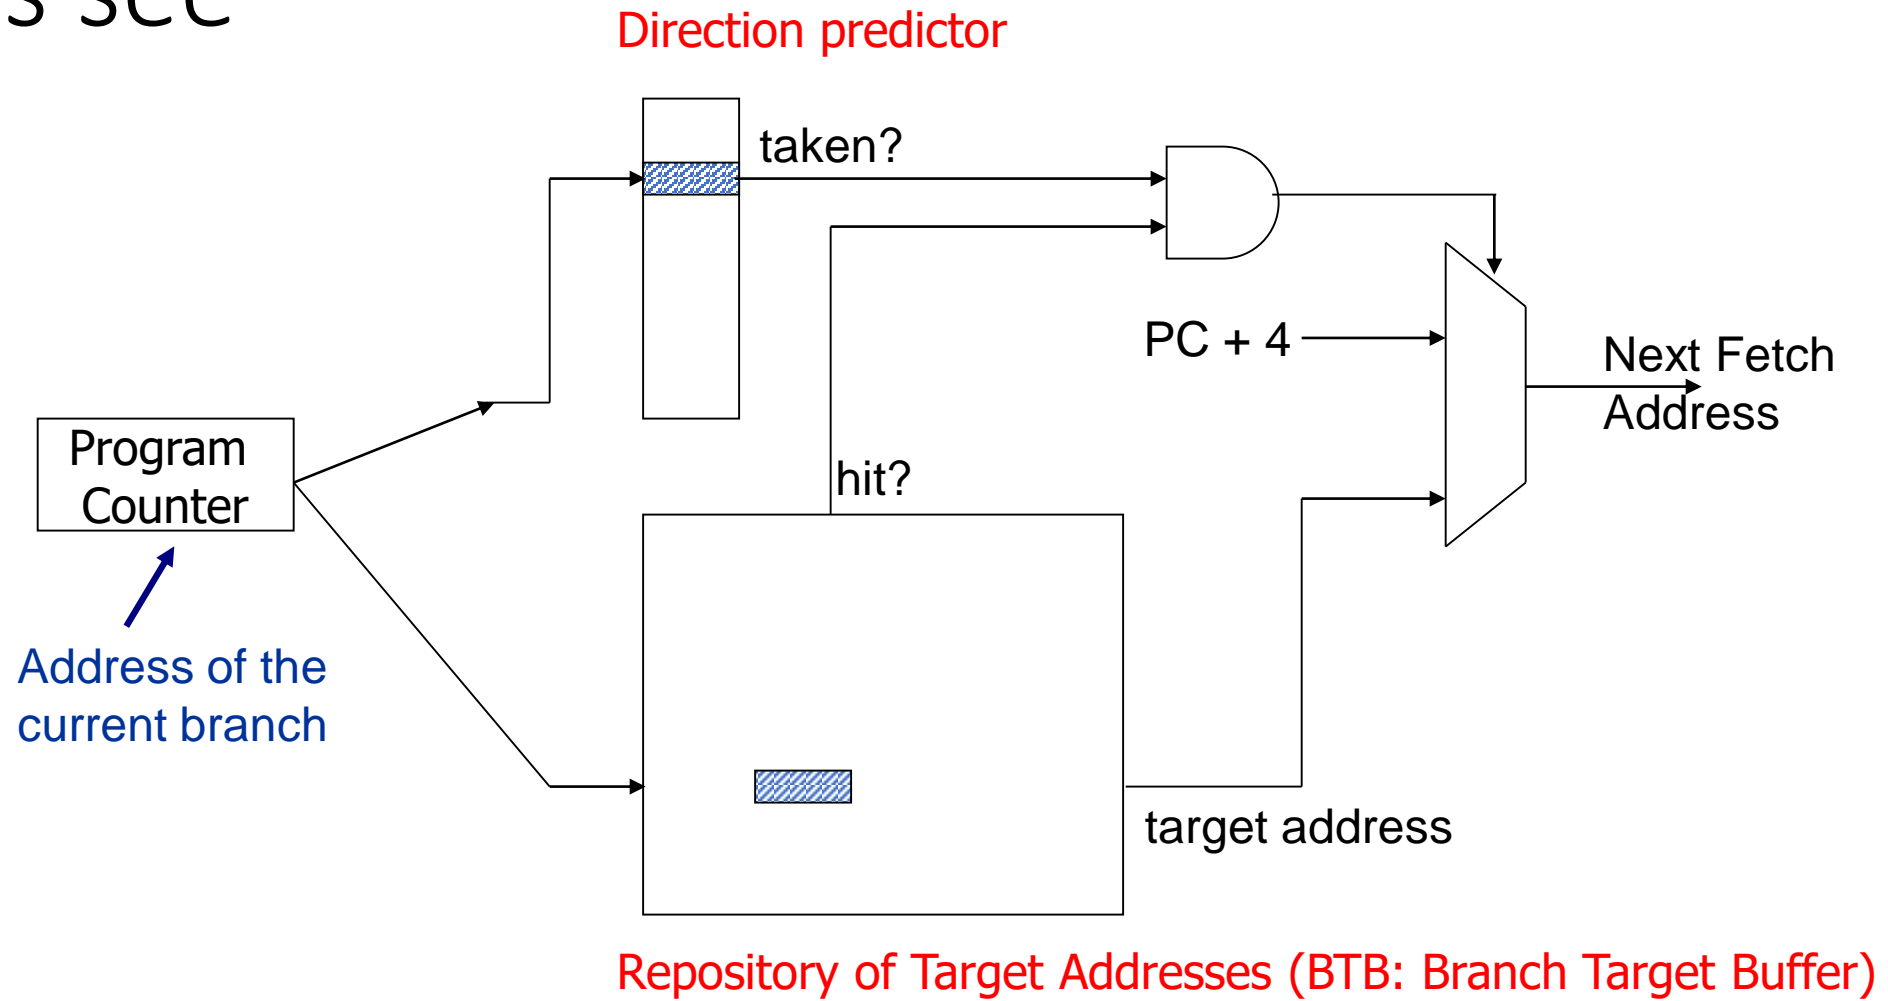 Direction predictor
taken?
PC + 4
Next Fetch
Address
Program
Counter
hit?
Address of the
current branch
target address
Repository of Target Addresses (BTB: Branch Target Buffer)